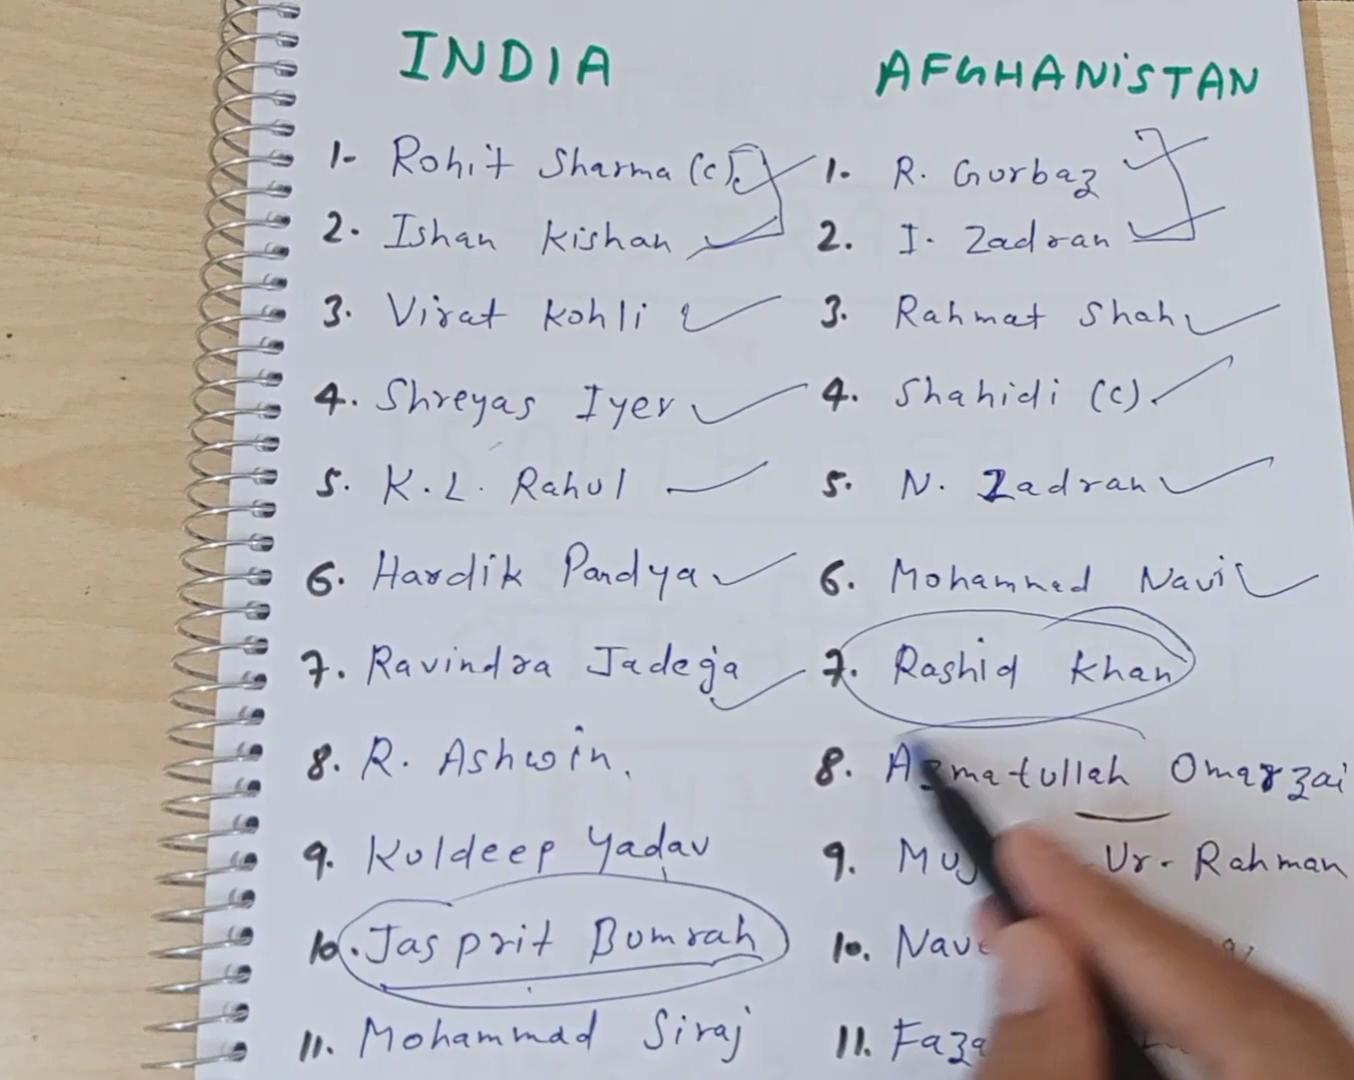 INDIA
1- Rohit Sharma (c).
2. Ishan Kishan
3. Virat Kohli
4. Shreyas Iyer
5. K.L. Rahul
6. Hardik Pandya
7. Ravindra Jadeja
8. R. Ashwin.
9. Kuldeep Yadav
10. Jasprit Bumrah
11. Mohammad Siraj
AFGHANiSTAN
1. R. Gurbaz
2. I. Zadran
3. Rahmat Shah
4. Shahidi (c).
5. N. Zadran
6. Mohammed Navi
7. Rashid Khan
8. Azmatullah Omarzai
9. Ur- Rahman
10.
11.